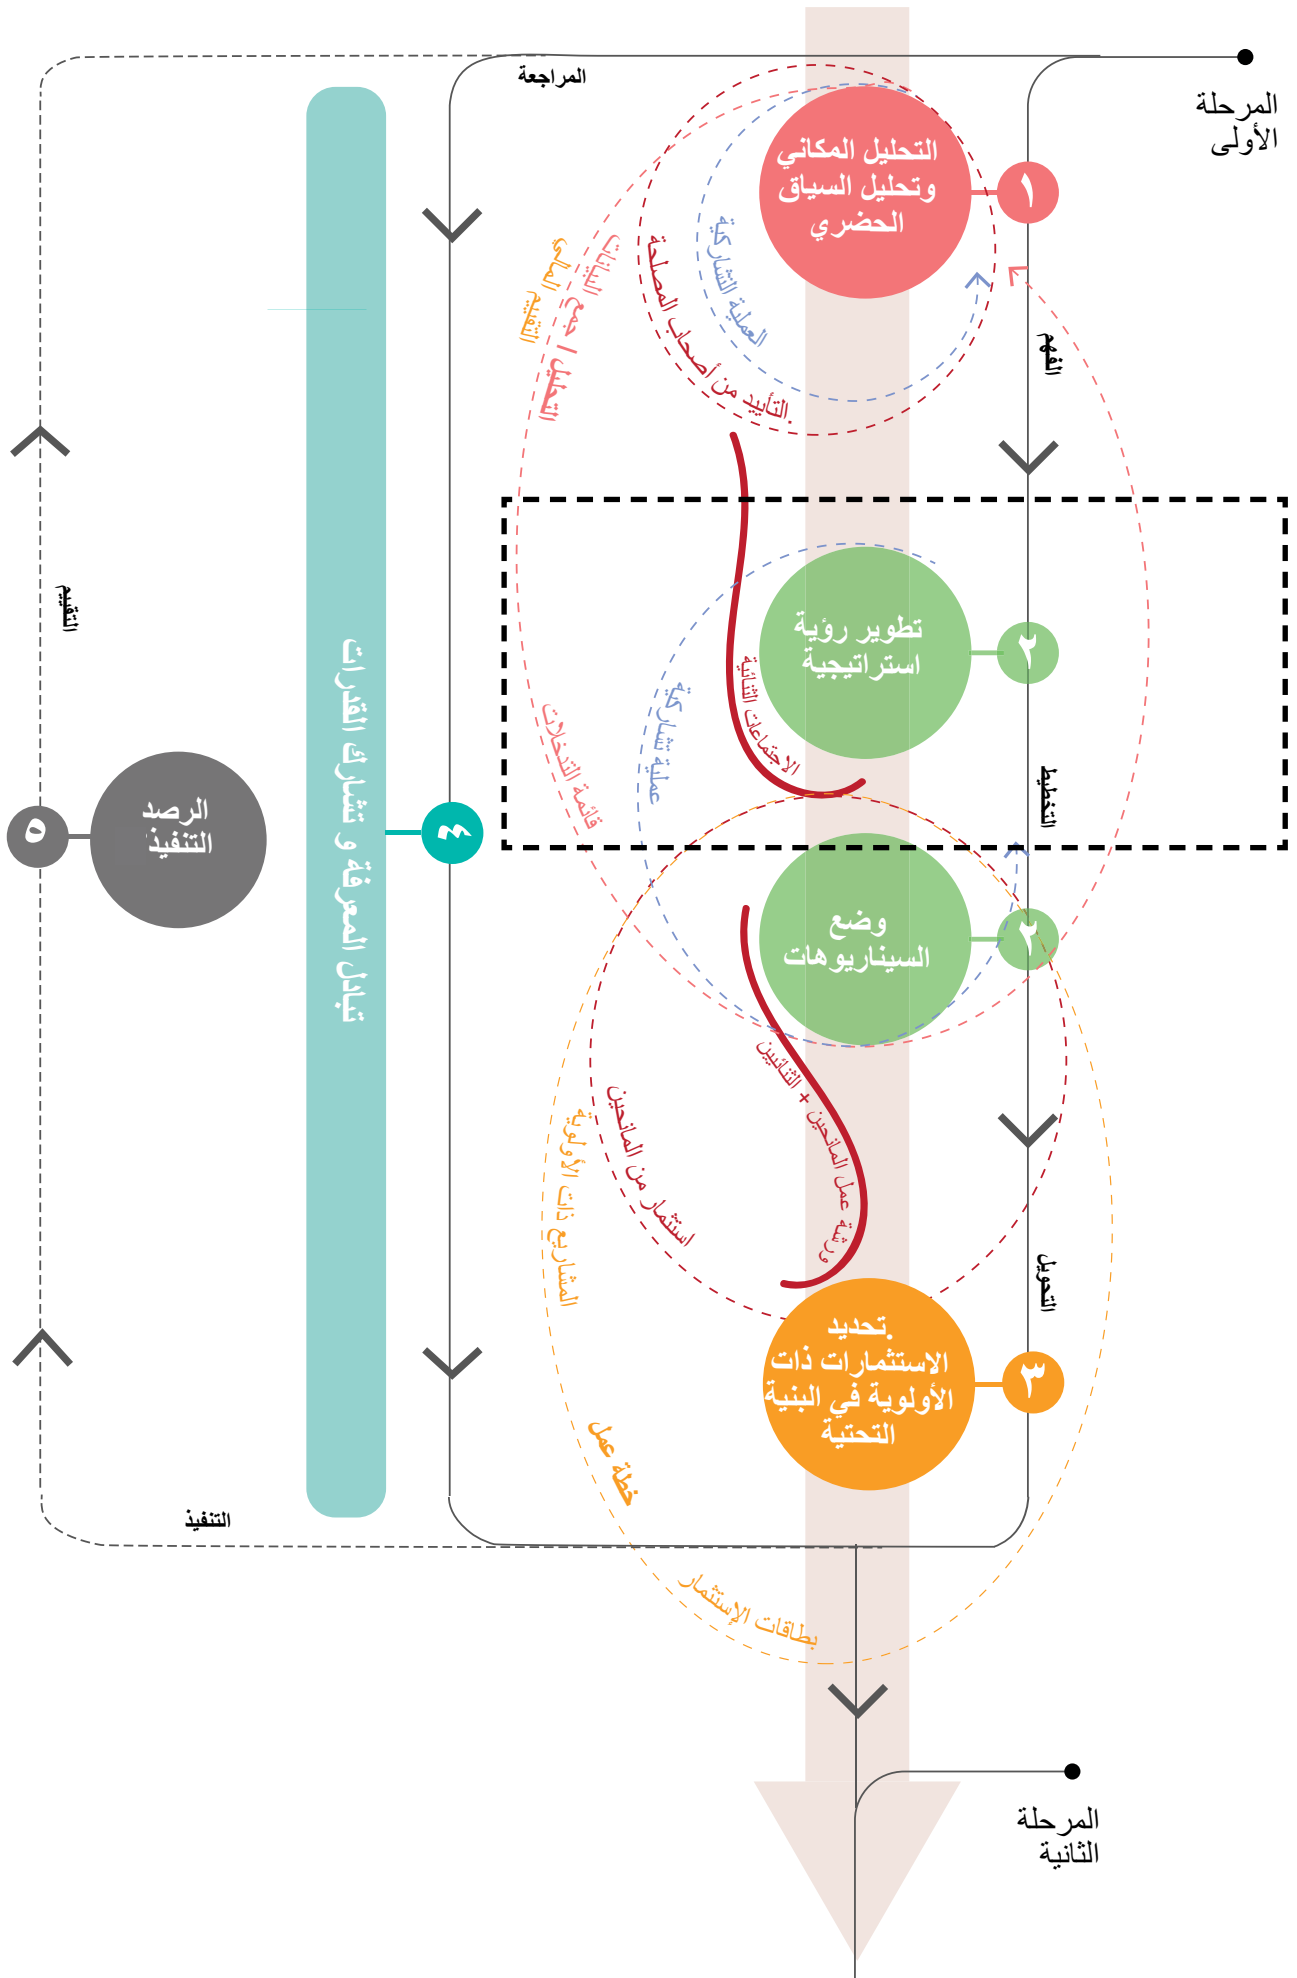 المرحلة
الأولى
المراجعة
١
التحليل المكاني
وتحليل السياق
الحضري
العملية التشاركية
التأييد من أصحاب المصلحة.
التحليل / جمع البيانات
التقييم المالي
الفهم
٢
تطوير رؤية
استراتيجية
الاجتماعات الثنائية
عملية تشاركية
قائمة التدخلات
التخطيط
٢
وضع
السيناريوهات
ورشة عمل المانحين + الثنائيين
استثمار من المانحين
المشاريع ذات الأولوية
التحويل
٣
تحديد.
الاستثمارات ذات
الأولوية في البنية
التحتية
خطة عمل
بطاقات الإستثمار
٤
تبادل المعرفة و تشارك القدرات
٥
الرصد
التنفيذ
التقييم
التنفيذ
المرحلة
الثانية